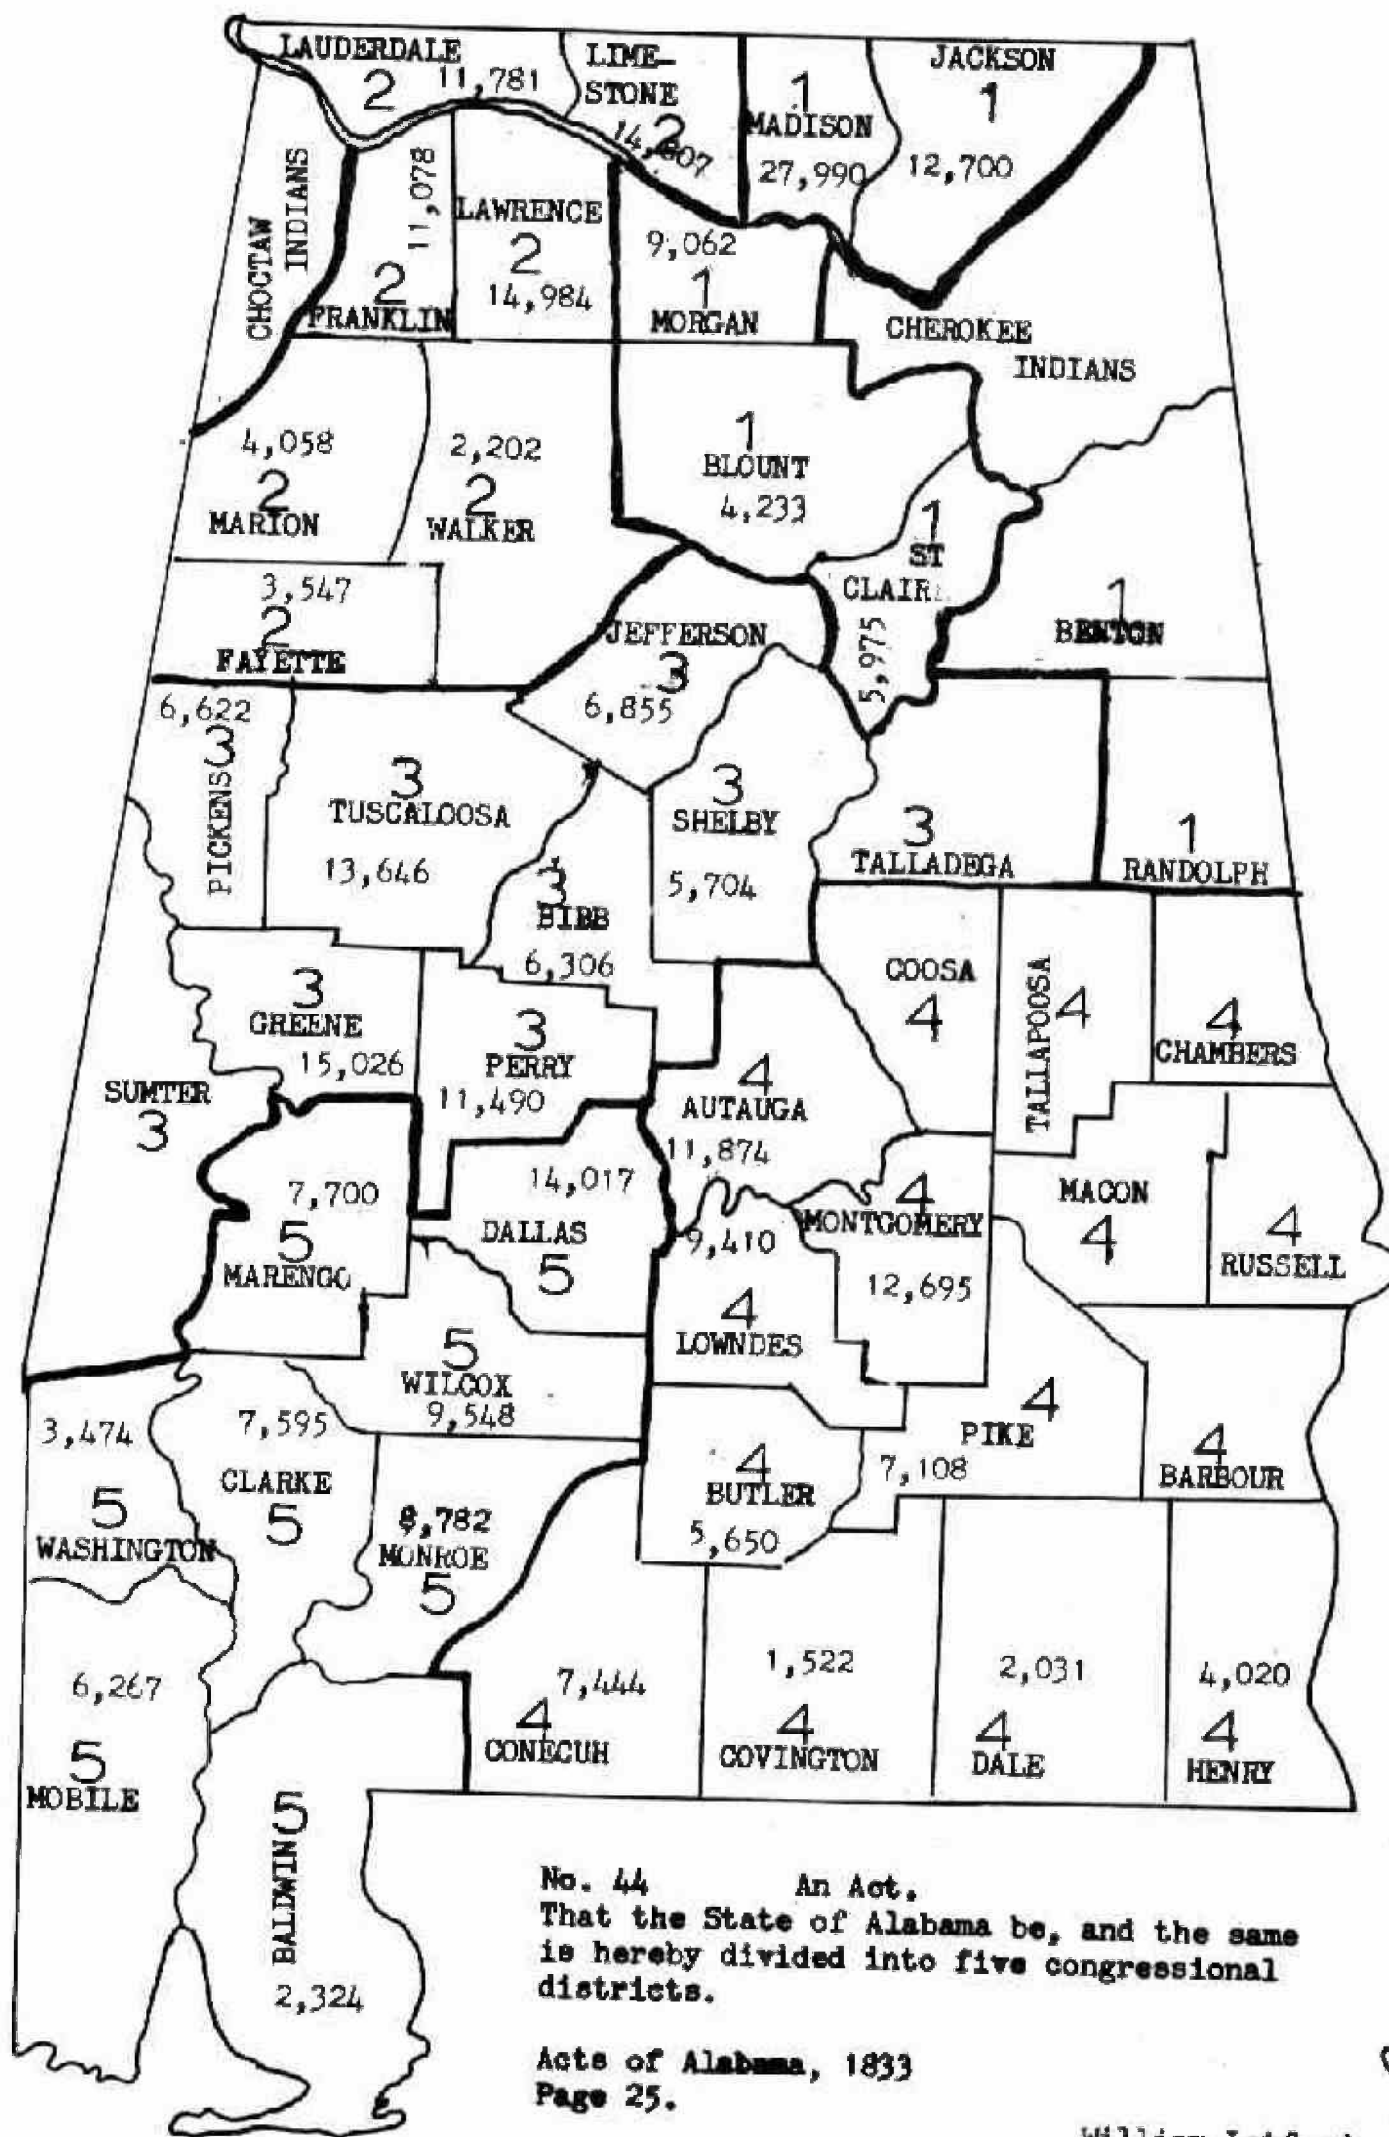 LAUDERDALE
2 11,781
LIME-
STONE
2
1
MADISON
27,990
JACKSON
1
12,700
CHOCTAW
INDIANS
11,078
2
FRANKLIN
LAWRENCE
2
14,984
9,062
1
MORGAN
CHEROKEE
INDIANS
4,058
2
MARION
2,202
2
WALKER
1
BLOUNT
4,233
1
ST
CLAIR
5,975
1
BENTON
3,547
2
FAYETTE
JEFFERSON
3
6,855
6,622
PICKENS 3
3
TUSCALOOSA
13,646
3
SHELBY
5,704
3
TALLADEGA
1
RANDOLPH
3
BIBB
6,306
3
GREENE
15,026
3
PERRY
11,490
COOSA
4
TALLAPOOSA
4
4
CHAMBERS
SUMTER
3
4
AUTAUGA
11,874
7,700
5
MARENGO
14,017
DALLAS
5
9,410
4
LOWNDES
4
MONTGOMERY
12,695
MACON
4
4
RUSSELL
5
WILCOX
9,548
3,474
5
WASHINGTON
7,595
CLARKE
5
8,782
MONROE
5
4
BUTLER
5,650
4
PIKE
7,108
4
BARBOUR
6,267
5
MOBILE
7,444
4
CONECUH
1,522
4
COVINGTON
2,031
4
DALE
4,020
4
HENRY
BALDWIN 5
2,324
No. 44 An Act.
That the State of Alabama be, and the same
is hereby divided into five congressional
districts.
Acts of Alabama, 1833
Page 25.